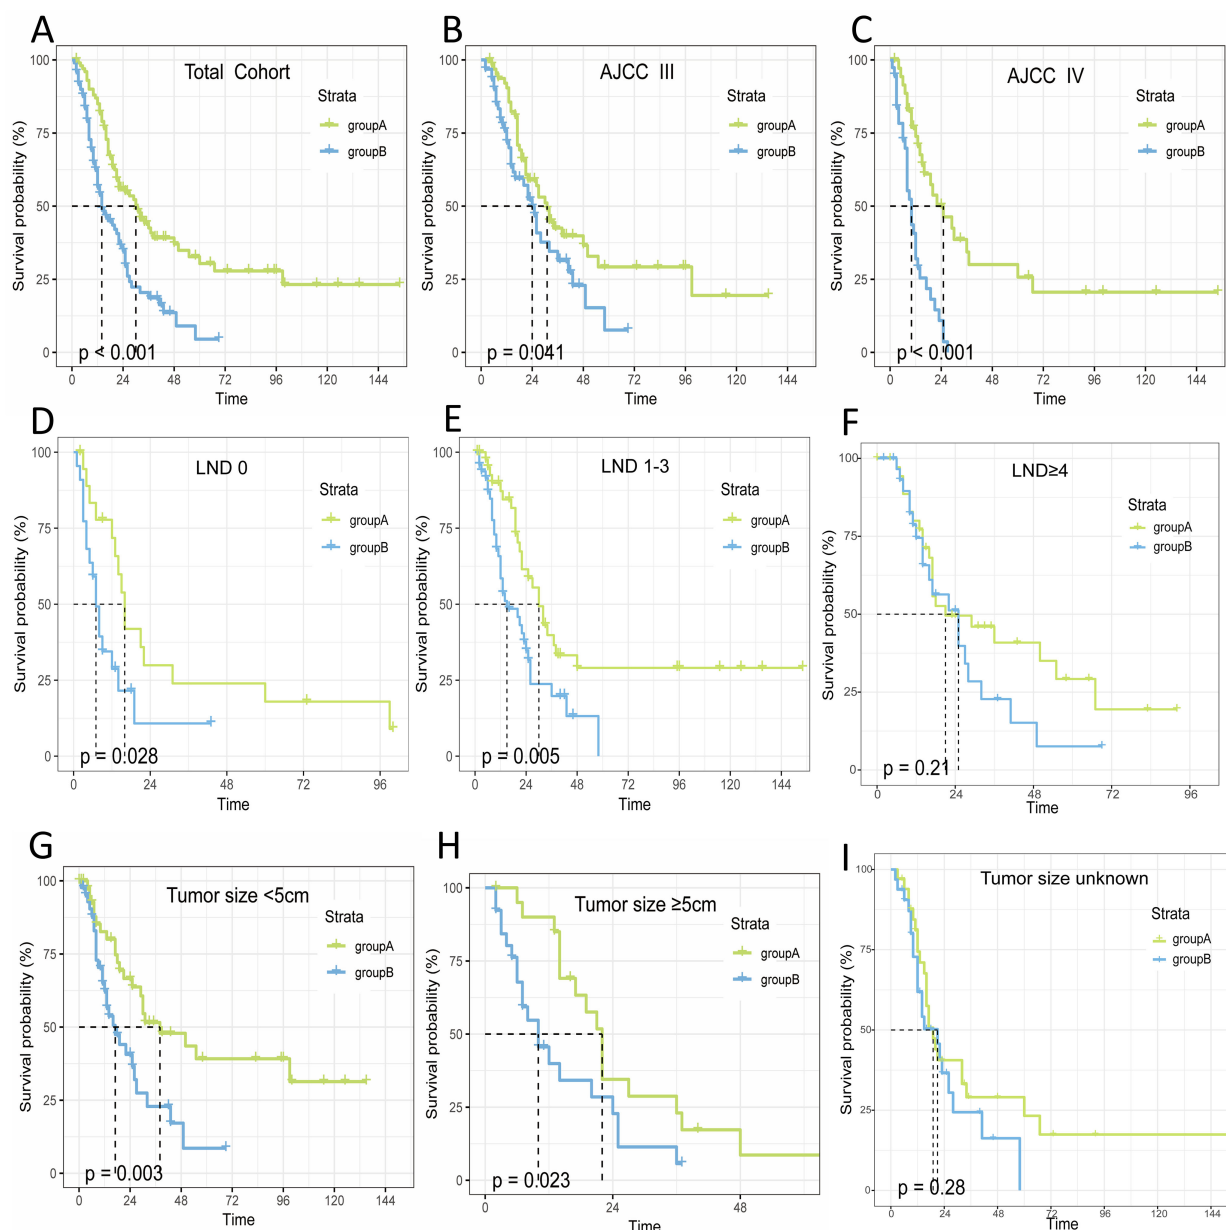 A
Total Cohort
Strata
groupA
groupB
Survival probability (%)
100
75
50
25
0
p < 0.001
0 24 48 72 96 120 144
Time
B
AJCC III
Strata
groupA
groupB
Survival probability (%)
100
75
50
25
0
p = 0.041
0 24 48 72 96 120 144
Time
C
AJCC IV
Strata
groupA
groupB
Survival probability (%)
100
75
50
25
0
p < 0.001
0 24 48 72 96 120 144
Time
D
LND 0
Strata
groupA
groupB
Survival probability (%)
100
75
50
25
0
p = 0.028
0 24 48 72 96
Time
E
LND 1-3
Strata
groupA
groupB
Survival probability (%)
100
75
50
25
0
p = 0.005
0 24 48 72 96 120 144
Time
F
LND≥4
Strata
groupA
groupB
Survival probability (%)
100
75
50
25
0
p = 0.21
0 24 48 72 96
Time
G
Tumor size <5cm
Strata
groupA
groupB
Survival probability (%)
100
75
50
25
0
p = 0.003
0 24 48 72 96 120 144
Time
H
Tumor size ≥5cm
Strata
groupA
groupB
Survival probability (%)
100
75
50
25
0
p = 0.023
0 24 48
Time
I
Tumor size unknown
Strata
groupA
groupB
Survival probability (%)
100
75
50
25
0
p = 0.28
0 24 48 72 96 144
Time